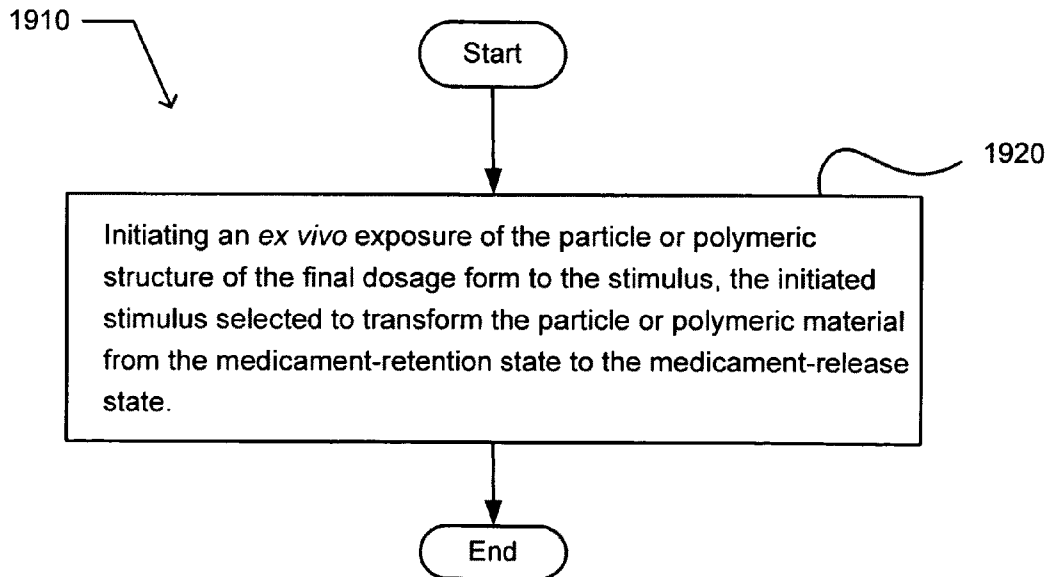 1910
Start
1920
Initiating an ex vivo exposure of the particle or polymeric
structure of the final dosage form to the stimulus, the initiated
stimulus selected to transform the particle or polymeric material
from the medicament-retention state to the medicament-release
state.
End